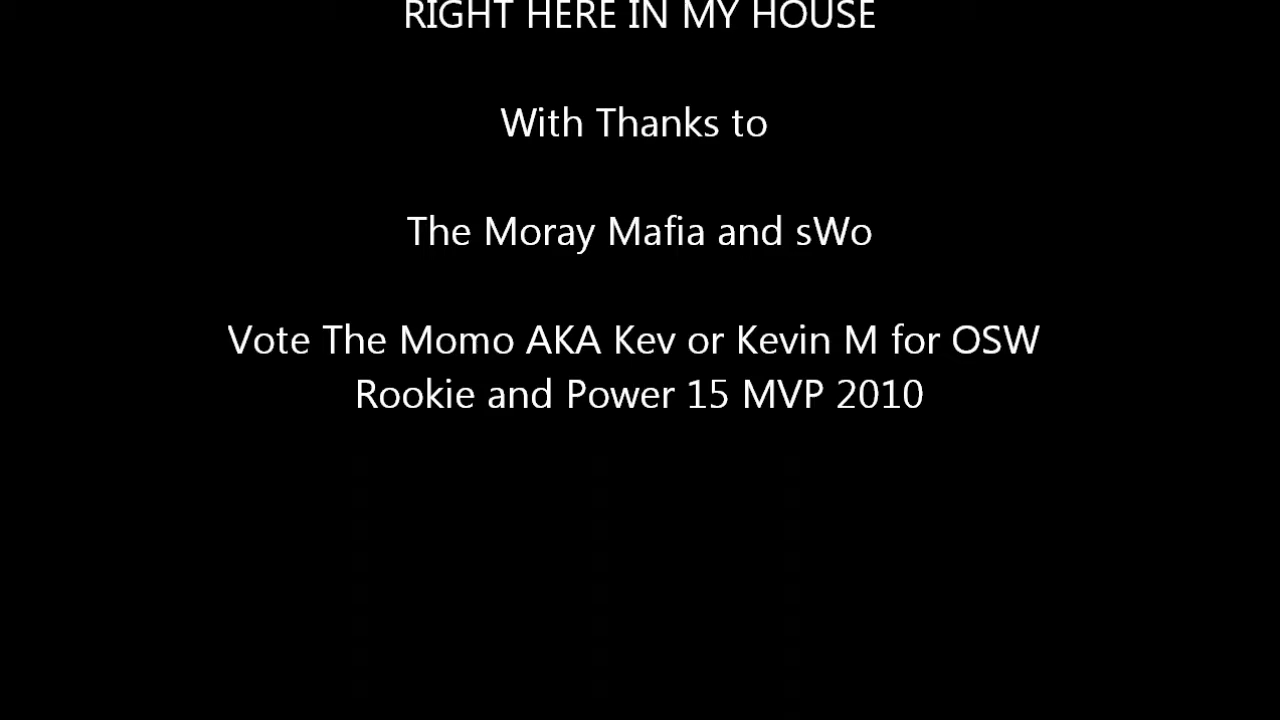 RIGHT HERE IN MY HOUSE
With Thanks to
The Moray Mafia and sWo
Vote The Momo AKA Kev or Kevin M for OSW
Rookie and Power 15 MVP 2010